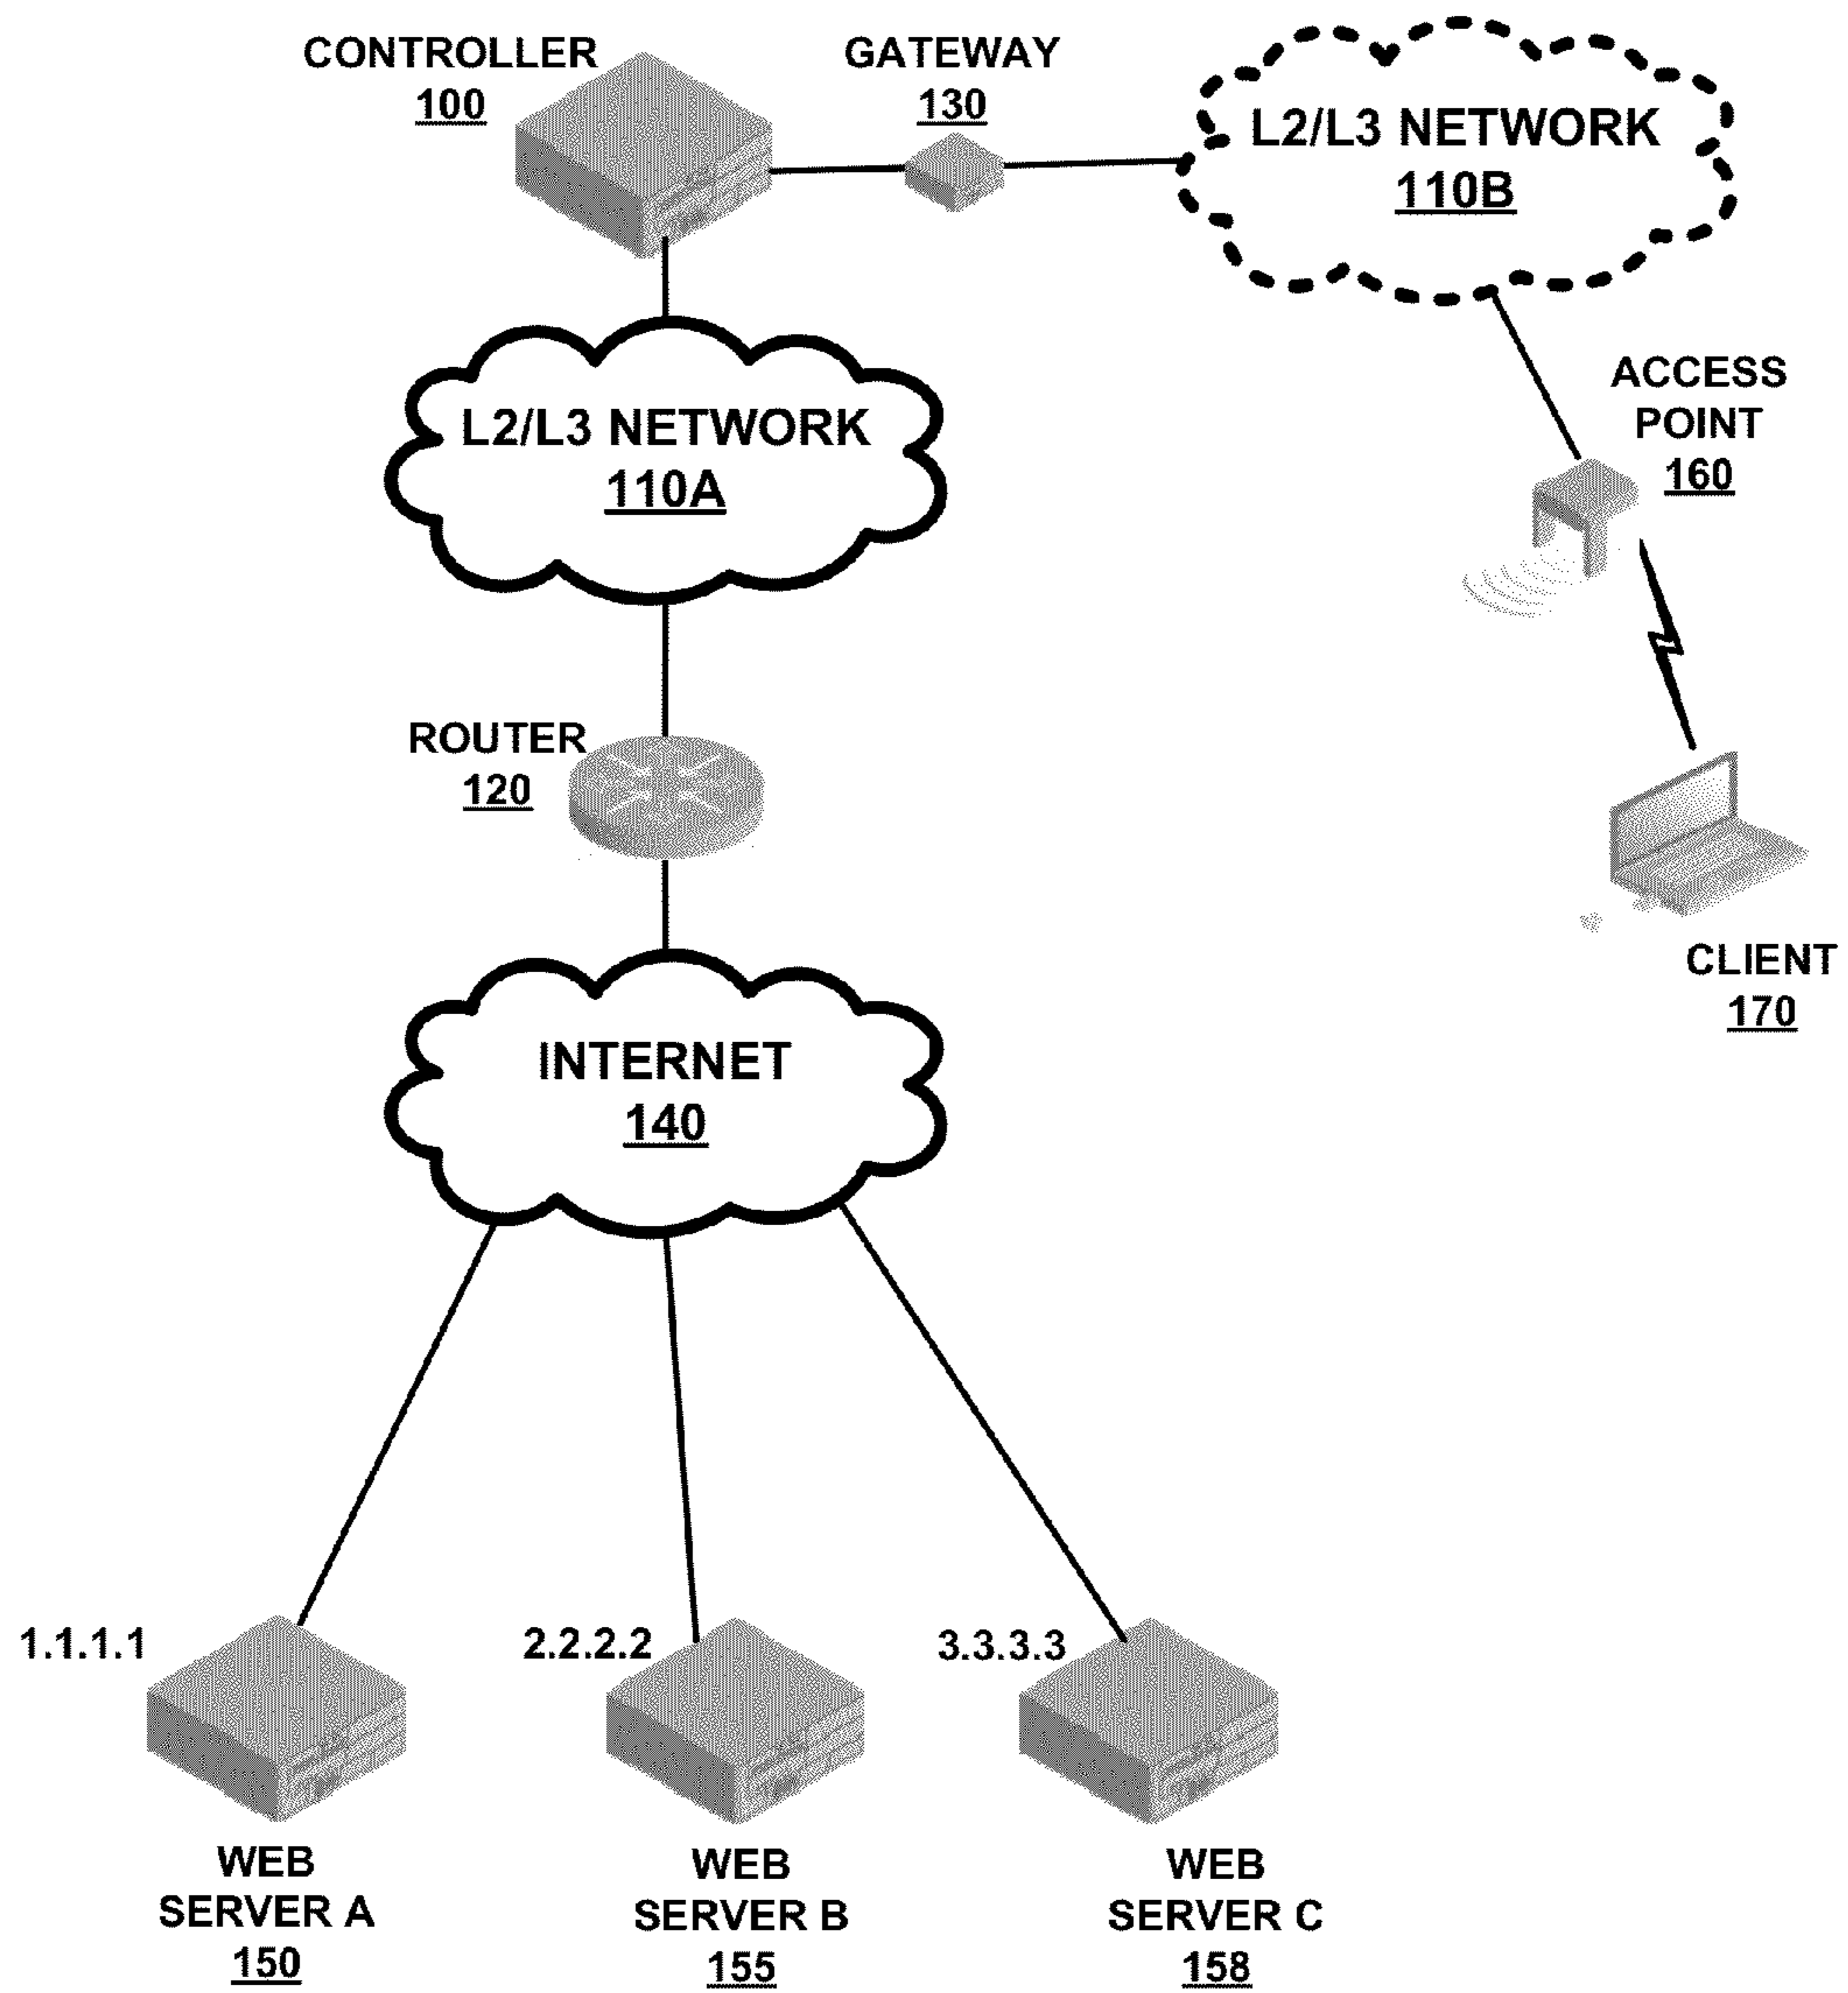 CONTROLLER
100
GATEWAY
130
L2/L3 NETWORK
110B
L2/L3 NETWORK
110A
ACCESS
POINT
160
ROUTER
120
CLIENT
170
INTERNET
140
1.1.1.1
2.2.2.2
3.3.3.3
WEB
SERVER A
150
WEB
SERVER B
155
WEB
SERVER C
158